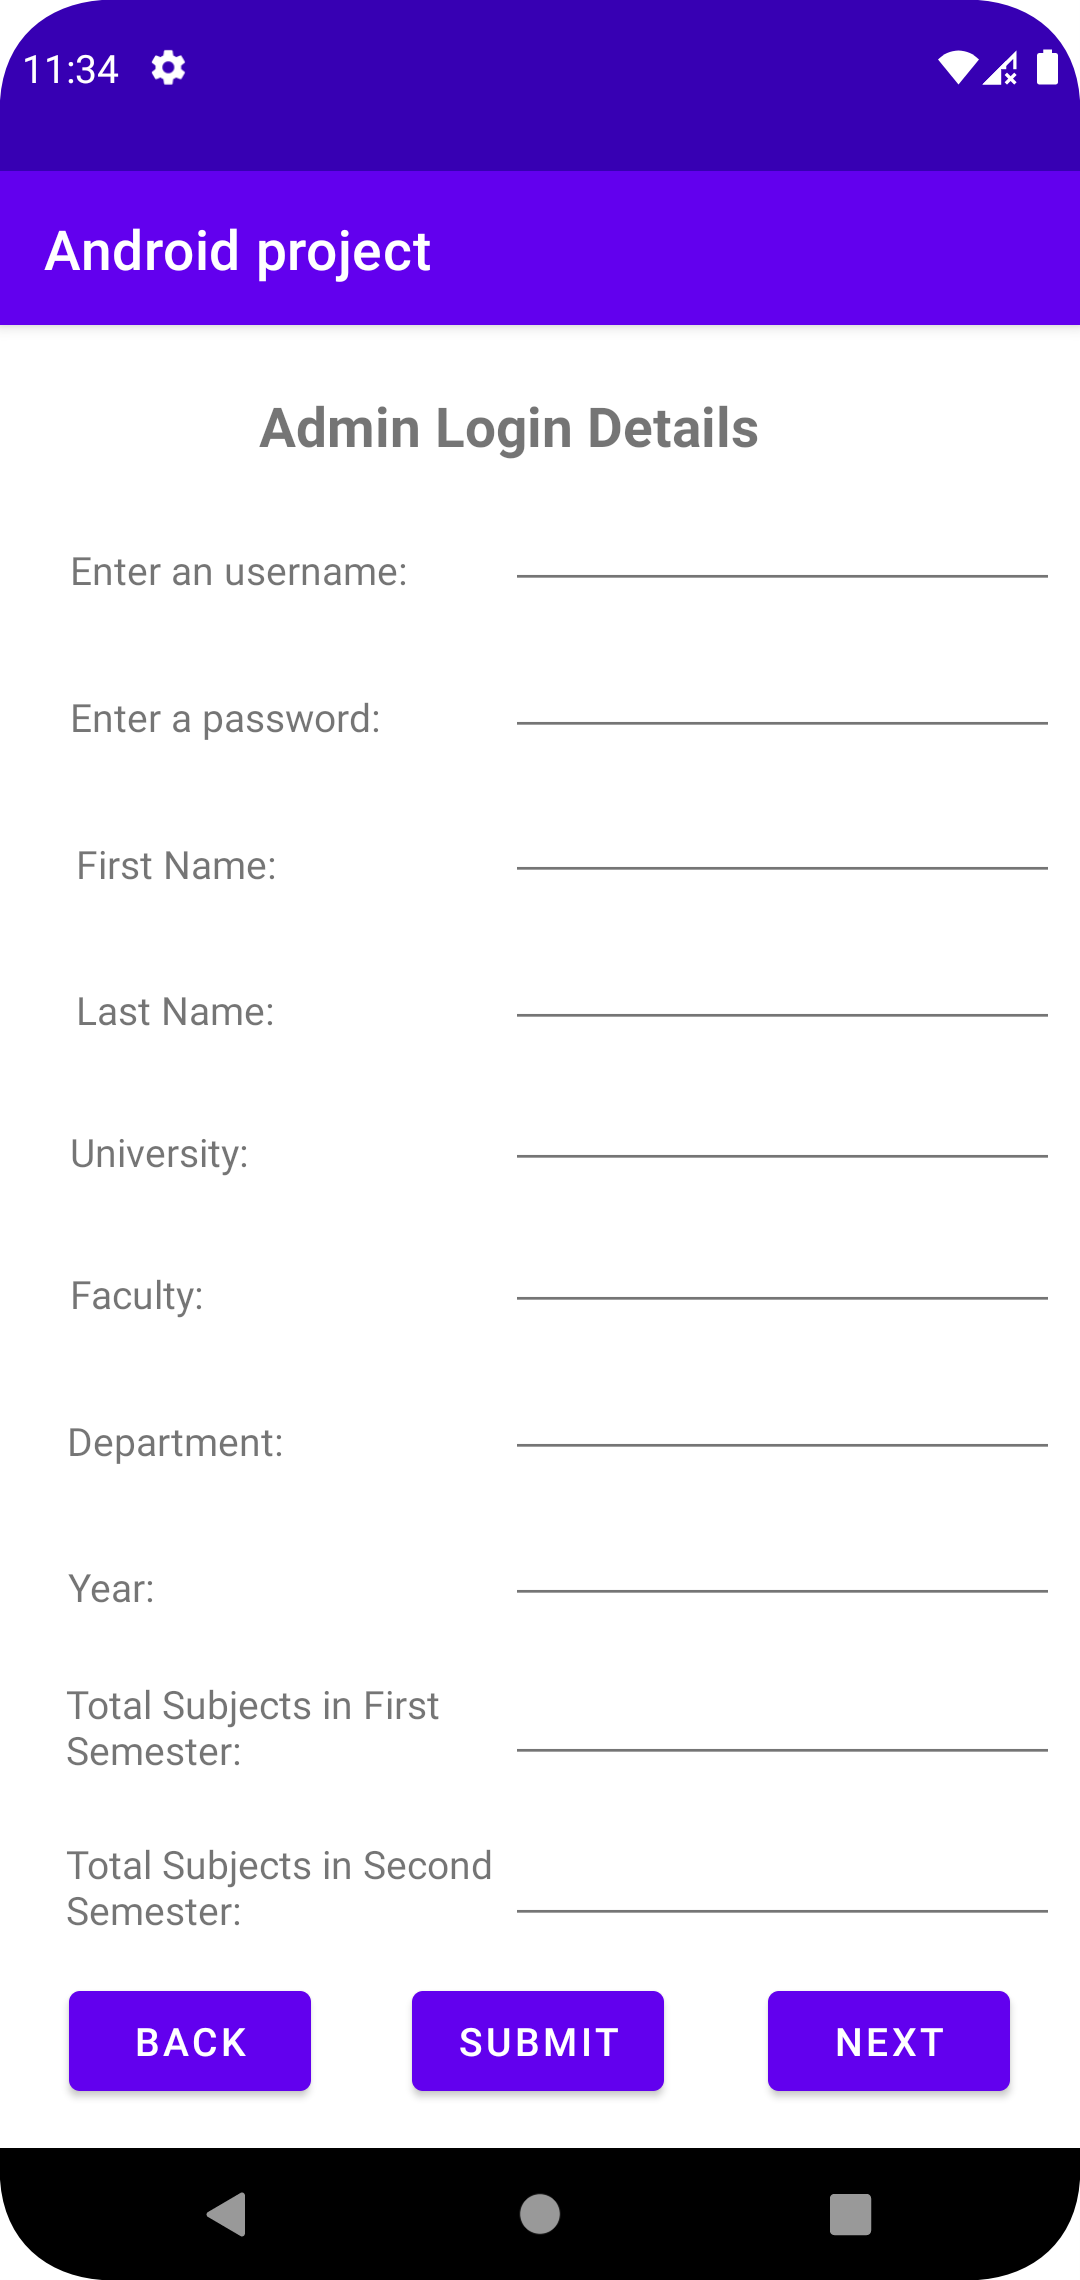 11:34
Android project
Admin Login Details
Enter an username:
Enter a password:
First Name:
Last Name:
University:
Faculty:
Department:
Year:
Total Subjects in First
Semester:
Total Subjects in Second
Semester:
BACK SUBMIT NEXT